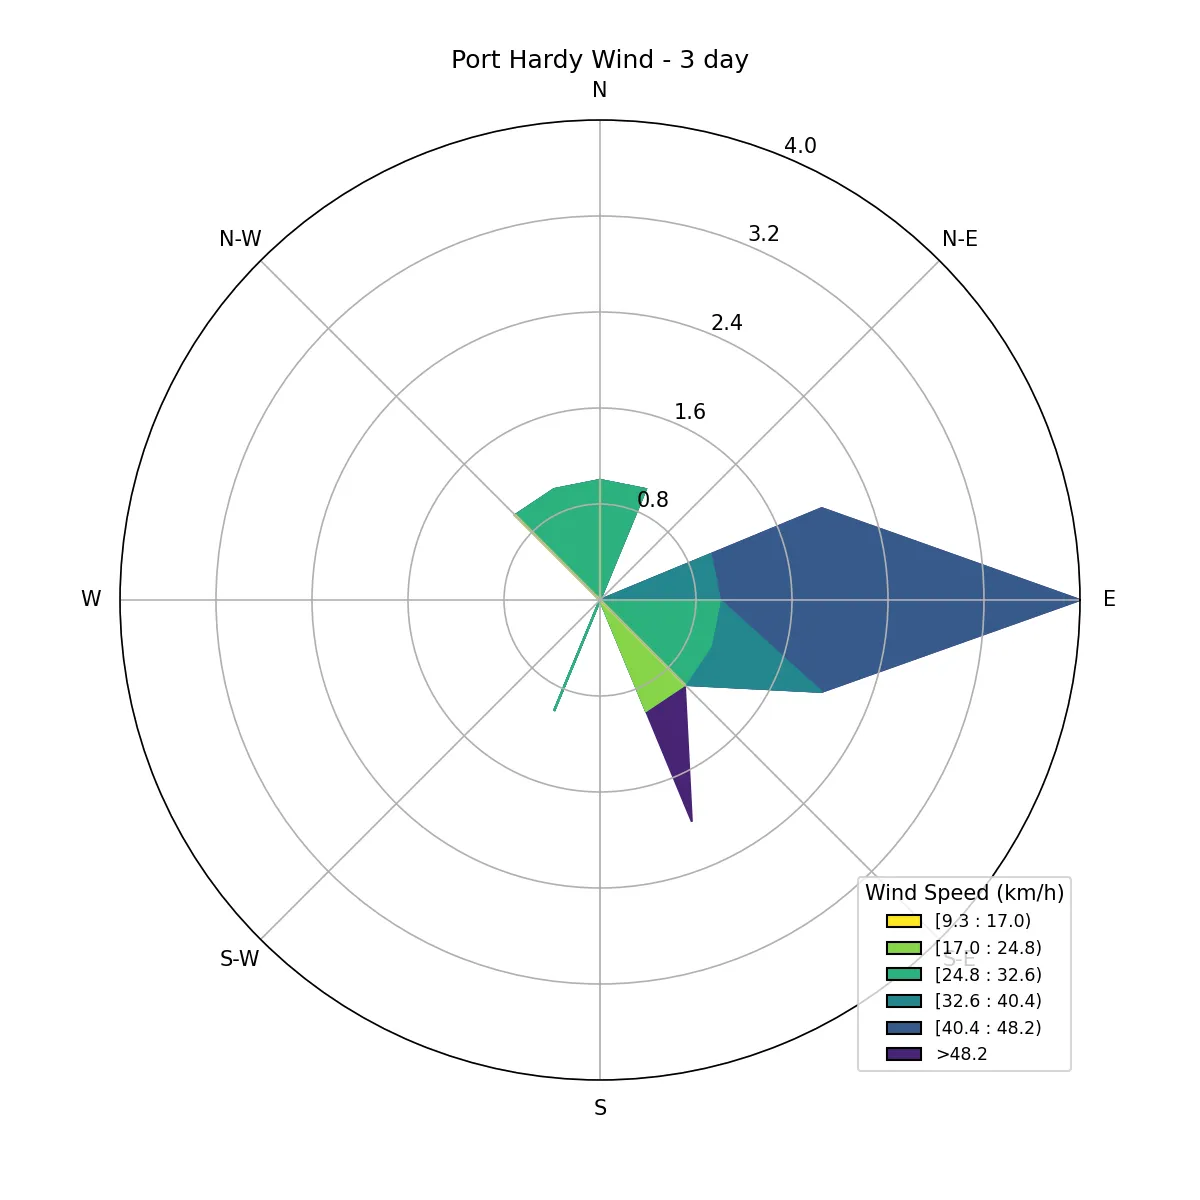 Port Hardy Wind - 3 day
N
4.0
N-W
3.2
N-E
2.4
1.6
0.8
W
E
Wind Speed (km/h)
[9.3 : 17.0)
[17.0 : 24.8)
S-W
S-E
[24.8 : 32.6)
[32.6 : 40.4)
[40.4 : 48.2)
>48.2
S